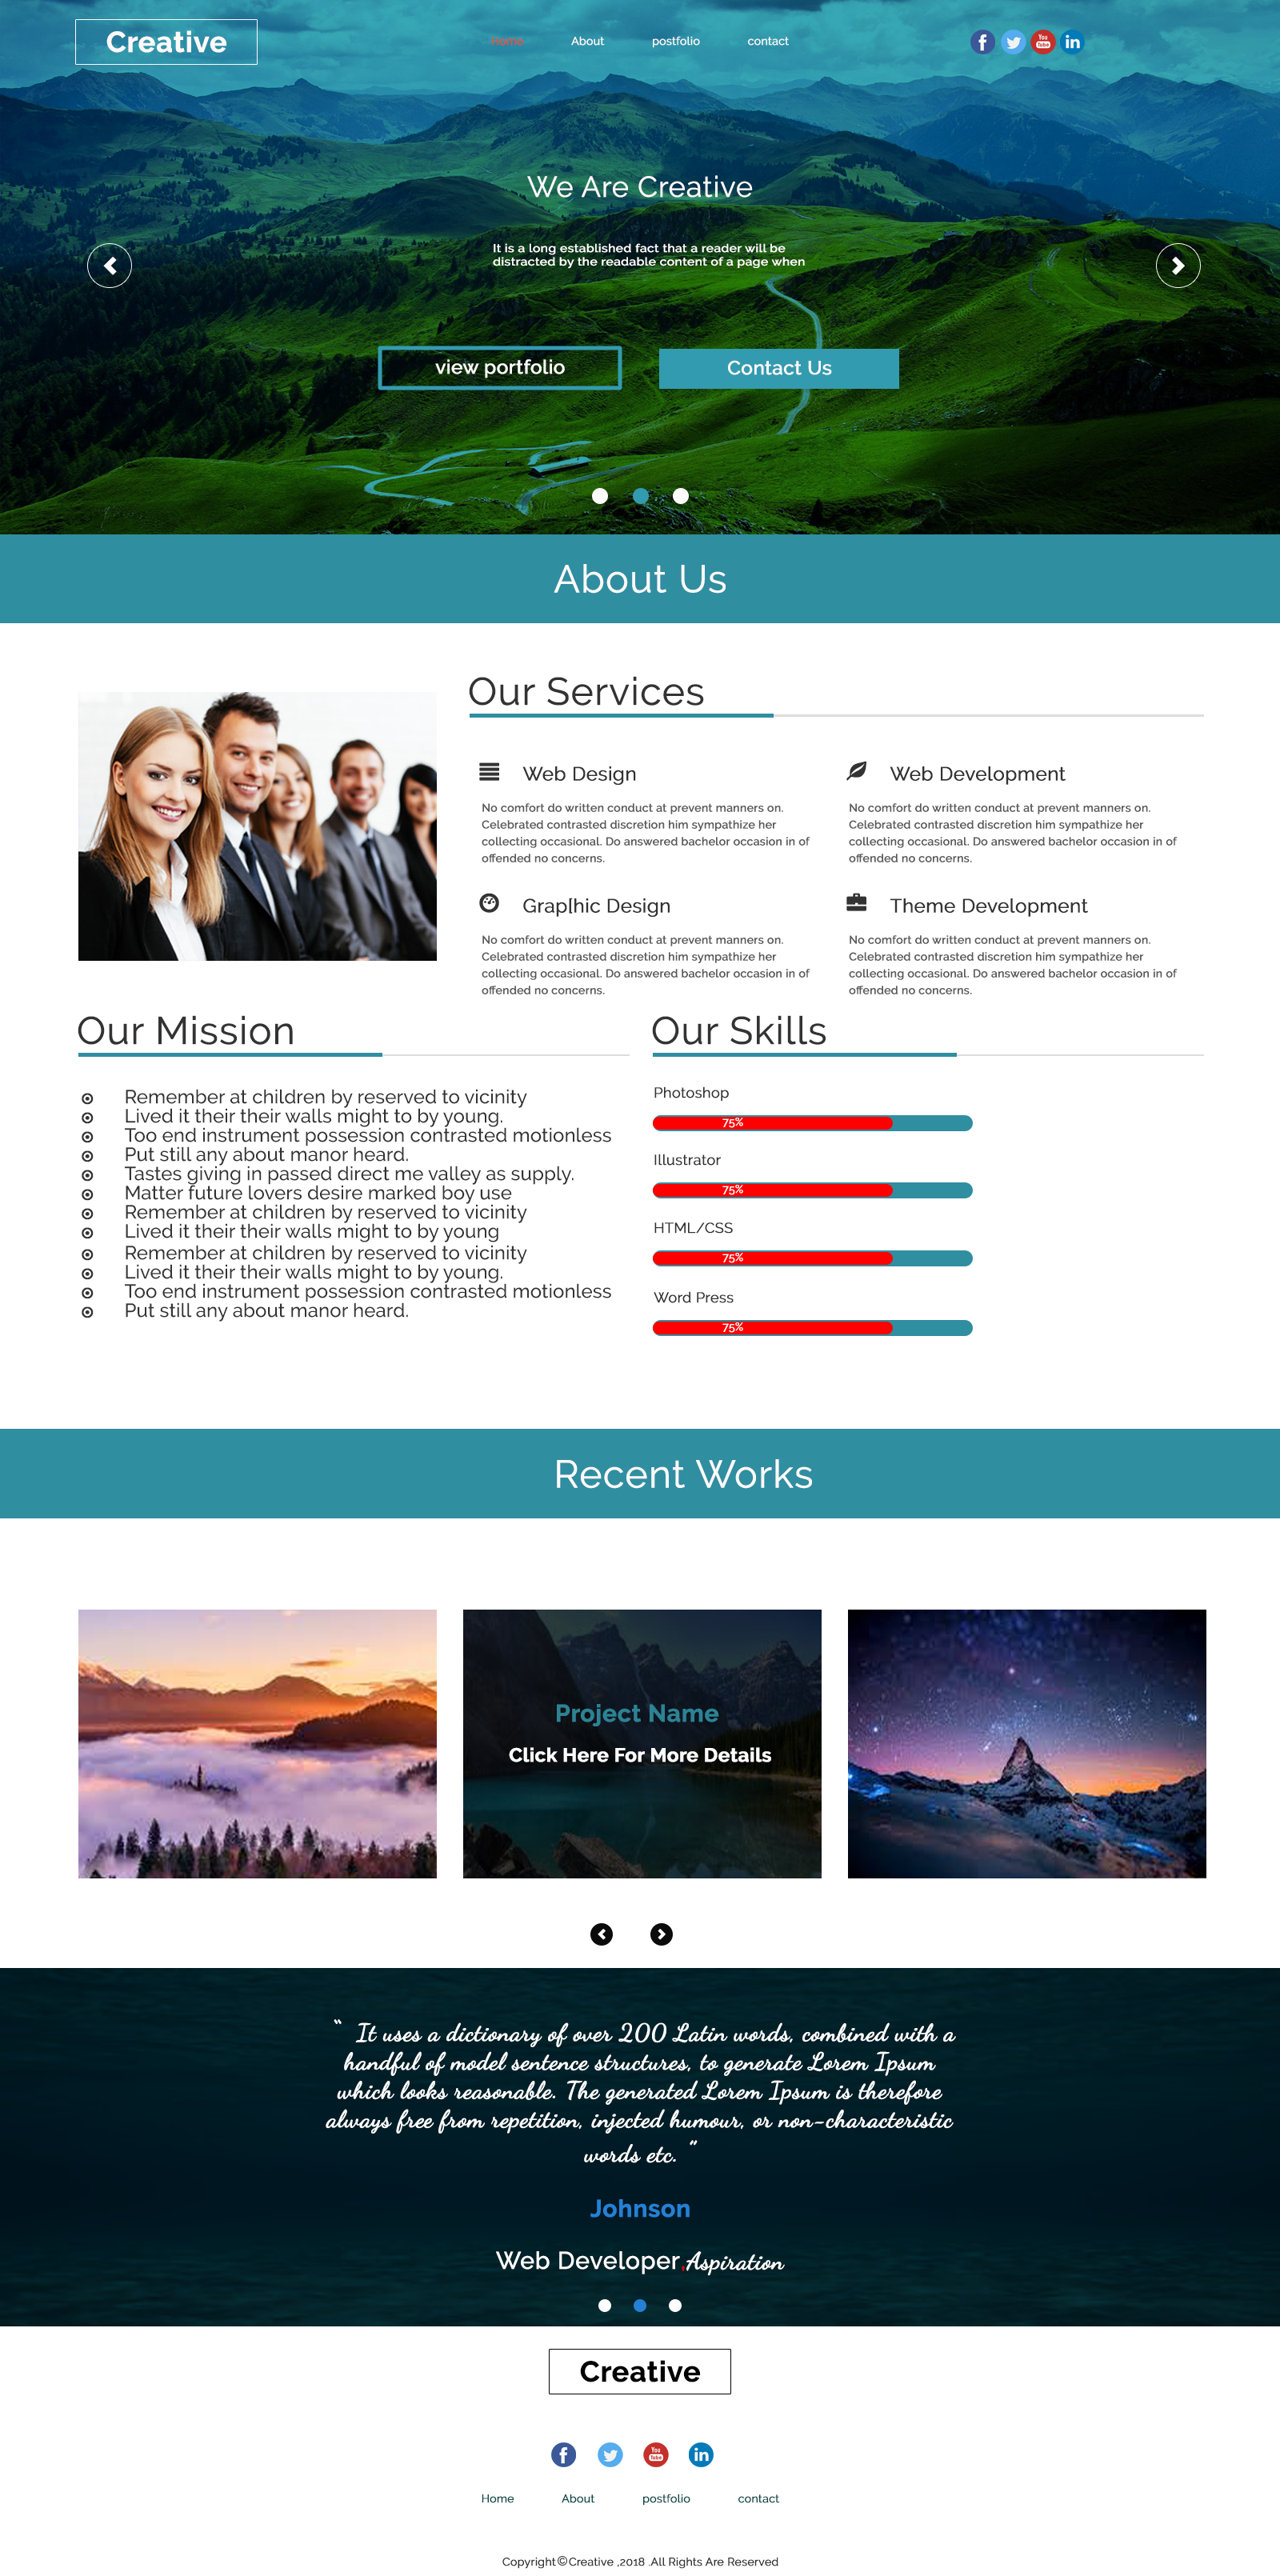 Creative
Home About postfolio contact
You Tube in
We Are Creative
It is a long established fact that a reader will be
distracted by the readable content of a page when
view portfolio
Contact Us
About Us
Our Services
Web Design
No comfort do written conduct at prevent manners on.
Celebrated contrasted discretion him sympathize her
collecting occasional. Do answered bachelor occasion in of
offended no concerns.
Web Development
No comfort do written conduct at prevent manners on.
Celebrated contrasted discretion him sympathize her
collecting occasional. Do answered bachelor occasion in of
offended no concerns.
Grap[hic Design
No comfort do written conduct at prevent manners on.
Celebrated contrasted discretion him sympathize her
collecting occasional. Do answered bachelor occasion in of
offended no concerns.
Theme Development
No comfort do written conduct at prevent manners on.
Celebrated contrasted discretion him sympathize her
collecting occasional. Do answered bachelor occasion in of
offended no concerns.
Our Mission
Remember at children by reserved to vicinity
Lived it their their walls might to by young.
Too end instrument possession contrasted motionless
Put still any about manor heard.
Tastes giving in passed direct me valley as supply.
Matter future lovers desire marked boy use
Remember at children by reserved to vicinity
Lived it their their walls might to by young
Remember at children by reserved to vicinity
Lived it their their walls might to by young.
Too end instrument possession contrasted motionless
Put still any about manor heard.
Our Skills
Photoshop
75%
Illustrator
75%
HTML/CSS
75%
Word Press
75%
Recent Works
Project Name
Click Here For More Details
“ It uses a dictionary of over 200 Latin words, combined with a
handful of model sentence structures, to generate Lorem Ipsum
which looks reasonable. The generated Lorem Ipsum is therefore
always free from repetition, injected humour, or non-characteristic
words etc. ”
Johnson
Web Developer,Aspiration
Creative
You Tube in
Home About postfolio contact
Copyright©Creative ,2018 .All Rights Are Reserved